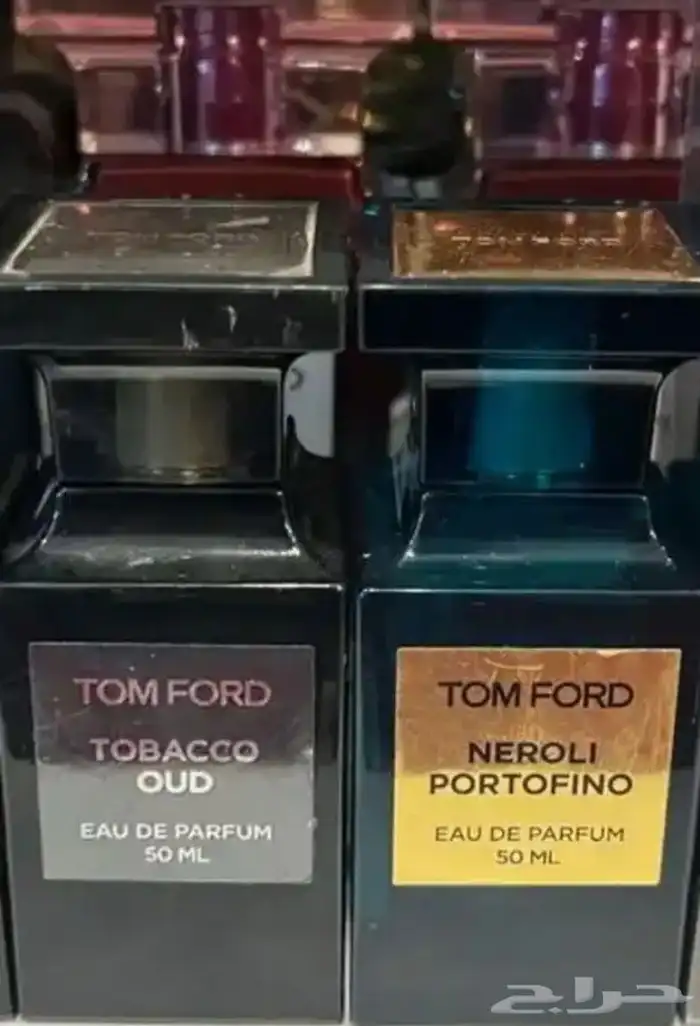 TOM FORD
TOM FORD
TOM FORD
TOBACCO
OUD
EAU DE PARFUM
50 ML
TOM FORD
NEROLI
PORTOFINO
EAU DE PARFUM
50 ML
حراج